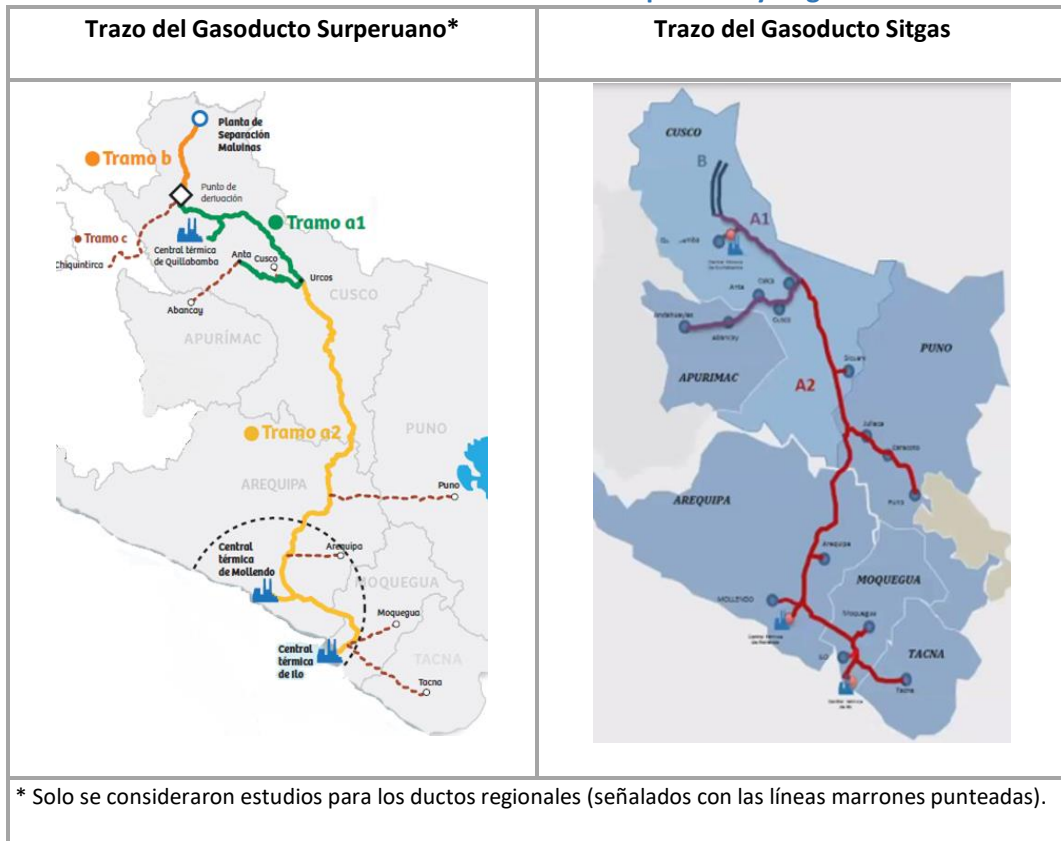 Trazo del Gasoducto Surperuano*
Trazo del Gasoducto Sitgas
Planta de
Separación
Malvinas
Tramo b
Punto de
derivación
Tramo a1
Tramo c
Chiquintirca
Central térmica
de Quillabamba
Anta
Cusco
Urcos
CUSCO
Abancay
APURÍMAC
Tramo a2
PUNO
AREQUIPA
Puno
Central
térmica
de Mollendo
Arequipa
MOQUEGUA
Moquegua
Central
térmica
de Ilo
TACNA
Tacna
CUSCO
B
A1
Anta
Cusco
Abancay
APURIMAC
PUNO
Sicuani
A2
Juliaca
Puno
AREQUIPA
Arequipa
MOQUEGUA
MOLLENDO
Moquegua
ILO
TACNA
Tacna
* Solo se consideraron estudios para los ductos regionales (señalados con las líneas marrones punteadas).